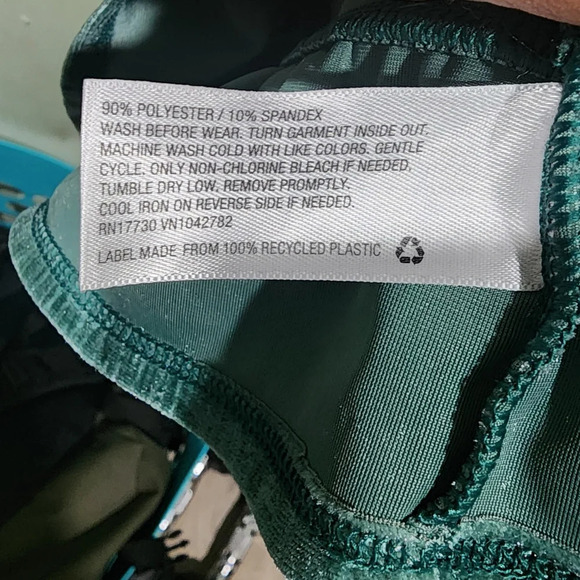 90% POLYESTER / 10% SPANDEX
WASH BEFORE WEAR. TURN GARMENT INSIDE OUT.
MACHINE WASH COLD WITH LIKE COLORS. GENTLE
CYCLE. ONLY NON-CHLORINE BLEACH IF NEEDED.
TUMBLE DRY LOW. REMOVE PROMPTLY.
COOL IRON ON REVERSE SIDE IF NEEDED.
RN17730 VN1042782
LABEL MADE FROM 100% RECYCLED PLASTIC